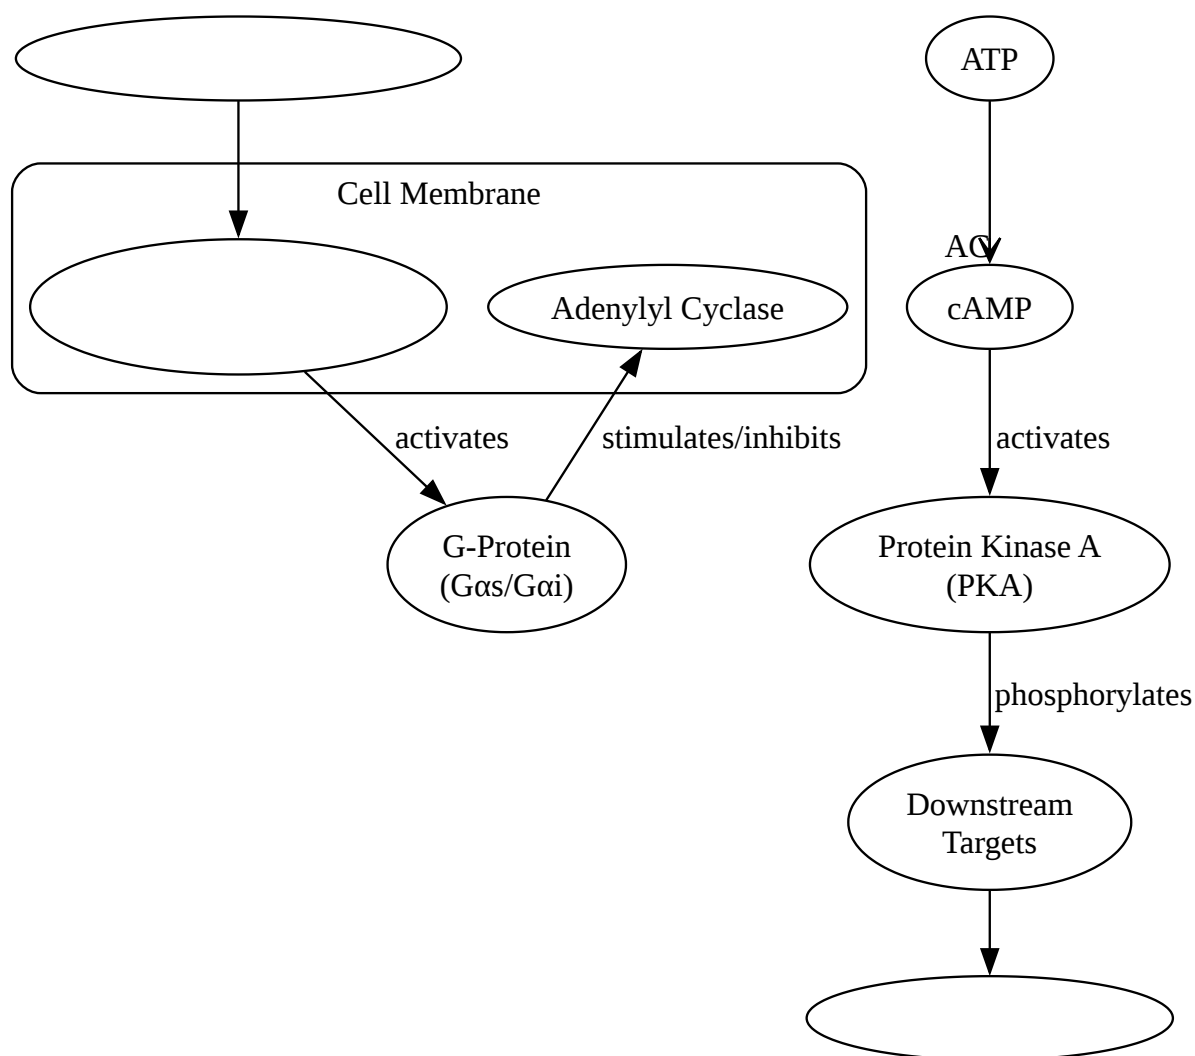 ATP
Cell Membrane
AC
Adenylyl Cyclase
cAMP
activates
stimulates/inhibits
activates
G-Protein
(Gαs/Gαi)
Protein Kinase A
(PKA)
phosphorylates
Downstream
Targets